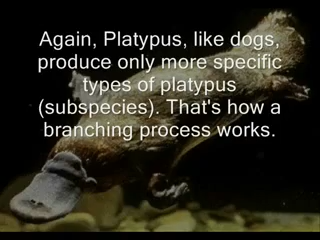 Again, Platypus, like dogs,
produce only more specific
types of platypus
(subspecies). That's how a
branching process works.